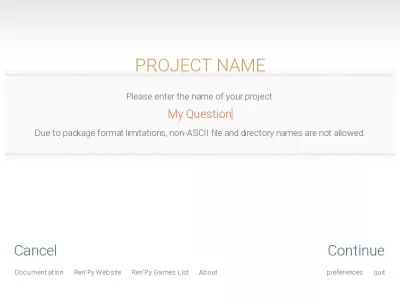 PROJECT NAME
Please enter the name of your project:
My Question
Due to package format limitations, non-ASCII file and directory names are not allowed.
Cancel
Continue
Documentation Ren'Py Website Ren'Py Games List About preferences quit